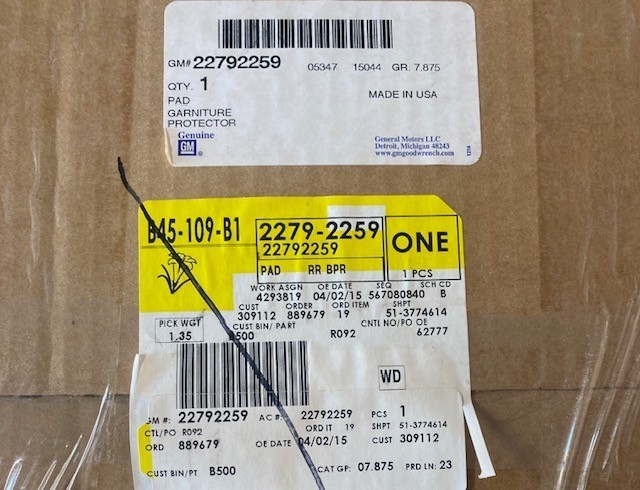 GM# 22792259 05347 15044 GR. 7.875
QTY. 1
PAD MADE IN USA
GARNITURE
PROTECTOR
Genuine
GM
General Motors LLC
Detroit, Michigan 48243
www.gmgoodwrench.com
1218
B45-109-B1
2279-2259
22792259
PAD RR BPR
ONE
1 PCS
WORK ASGN OE DATE SEQ SCH CD
4293819 04/02/15 567080840 B
CUST ORDER ORD ITEM SHPT
309112 889679 19 51-3774614
PICK WGT
1.35
CUST BIN/ PART CNTL NO/PO OE
B500 R092 62777
WD
GM #: 22792259 AC #: 22792259 PCS 1
CTL/PO R092 ORD IT 19 SHPT 51-3774614
ORD 889679 OE DATE 04/02/15 CUST 309112
CUST BIN/PT B500 CAT GP: 07.875 PRD LN: 23